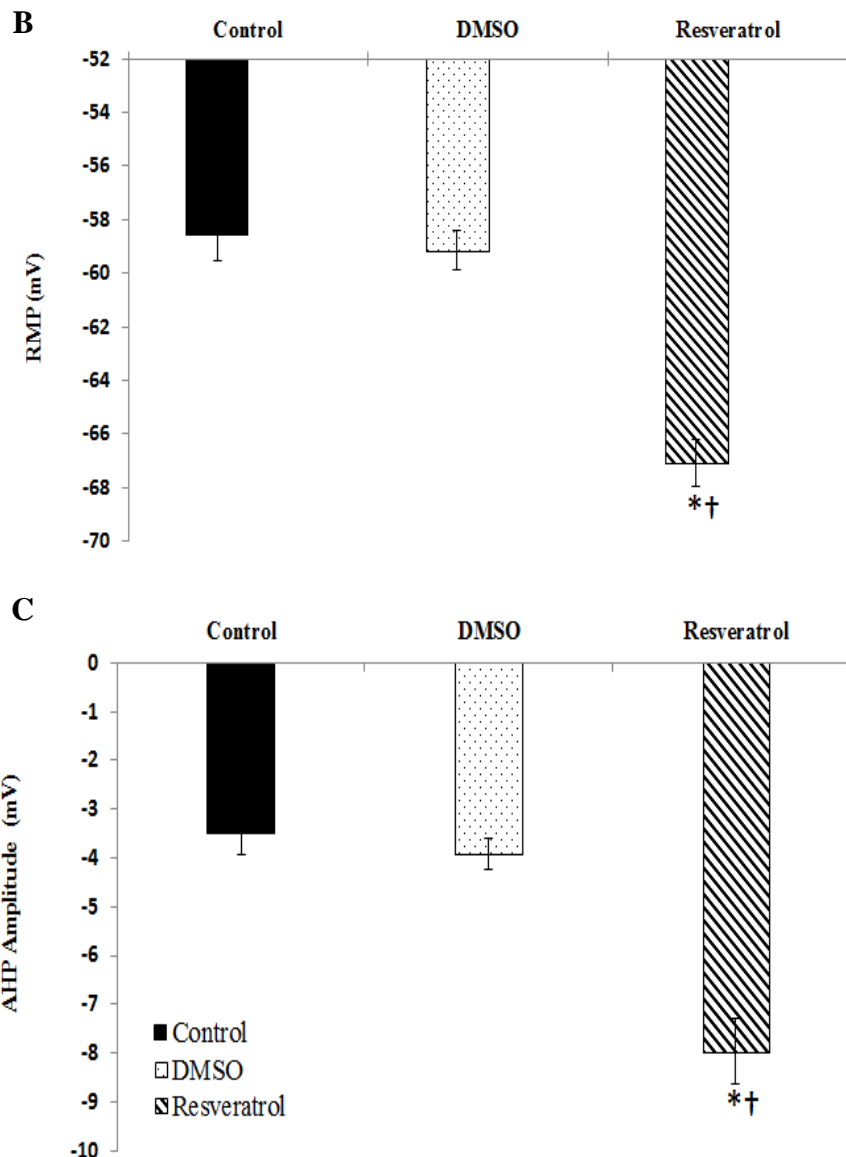 B
Control DMSO Resveratrol
-52
-54
-56
-58
-60
-62
-64
-66
-68
-70
RMP (mV)
*†
C
Control DMSO Resveratrol
0
-1
-2
-3
-4
-5
-6
-7
-8
-9
-10
AHP Amplitude (mV)
Control
DMSO
Resveratrol
*†